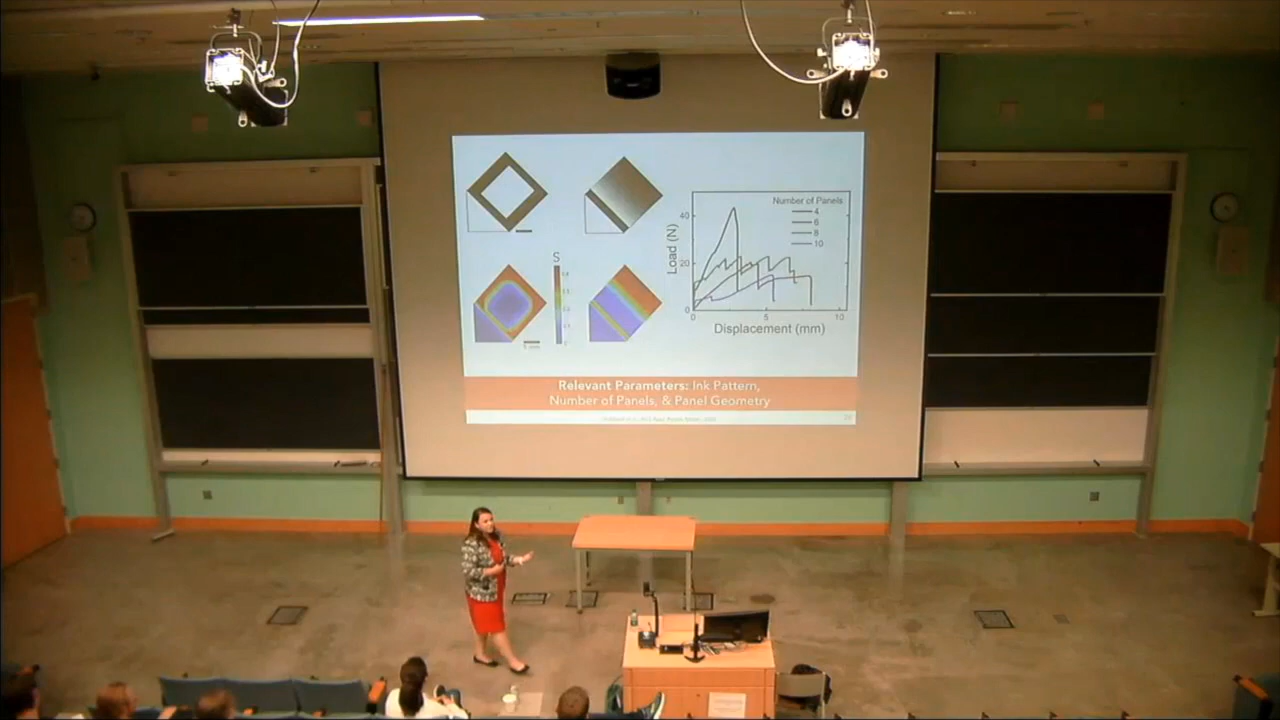 S
Number of Panels
4
6
8
10
Load (N)
40
20
0
0
5
10
Displacement (mm)
Relevant Parameters: Ink Pattern,
Number of Panels, & Panel Geometry